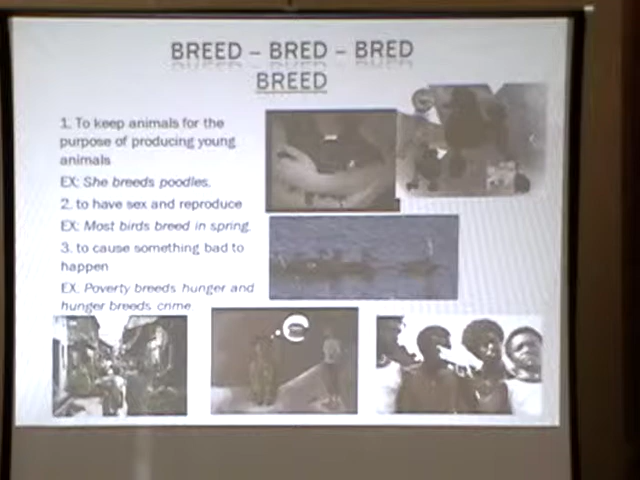 BREED – BRED – BRED
BREED
1. To keep animals for the
purpose of producing young
animals
EX: She breeds poodles.
2. to have sex and reproduce
EX: Most birds breed in spring.
3. to cause something bad to
happen
EX. Poverty breeds hunger and
hunger breeds crime